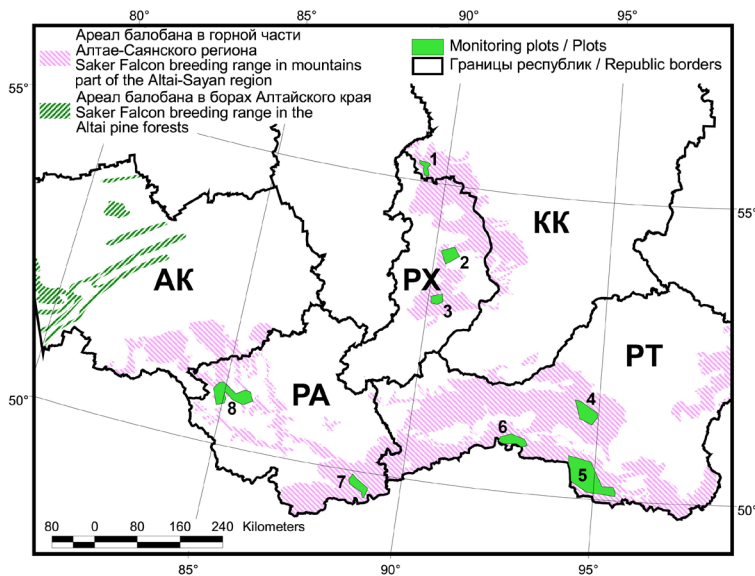 80°
85°
90°
95°
Ареал балобана в горной части
Алтае-Саянского региона
Saker Falcon breeding range in mountains
part of the Altai-Sayan region
Ареал балобана в борах Алтайского края
Saker Falcon breeding range in the
Altai pine forests
Monitoring plots / Plots
Границы республик / Republic borders
55°
55°
1
КК
2
АК
РХ
3
РТ
50°
РА
4
8
6
5
7
50°
80 0 80 160 240 Kilometers
85°
90°
95°